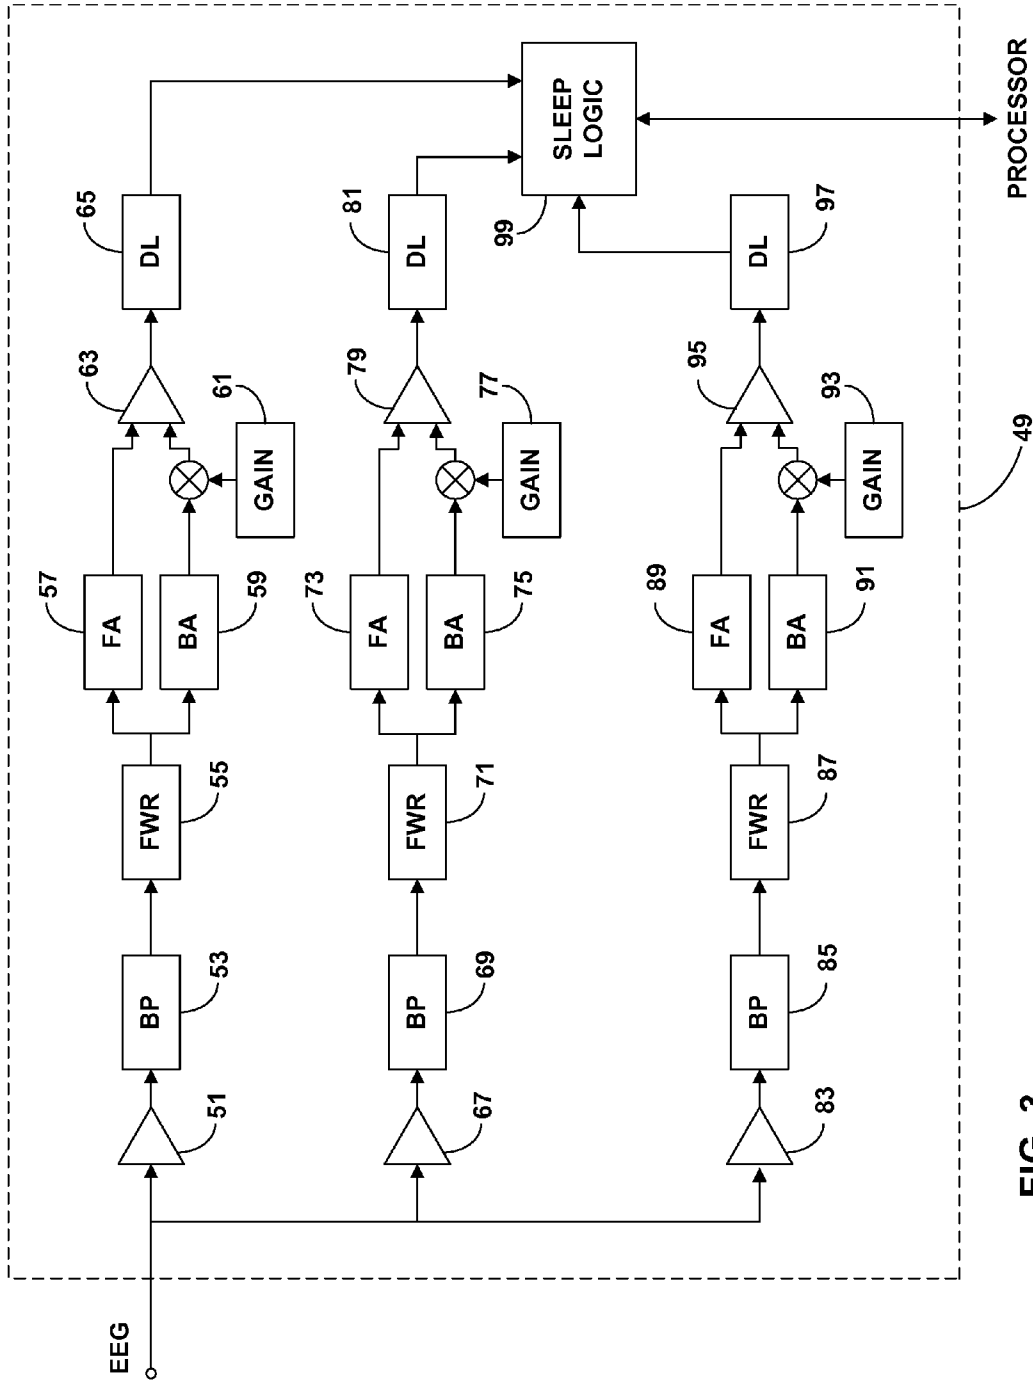 EEG
51
BP
53
FWR
55
FA
57
BA
59
GAIN
61
63
DL
65
67
BP
69
FWR
71
FA
73
BA
75
GAIN
77
79
DL
81
83
BP
85
FWR
87
FA
89
BA
91
GAIN
93
95
DL
97
SLEEP
LOGIC
99
PROCESSOR
49
FIG.